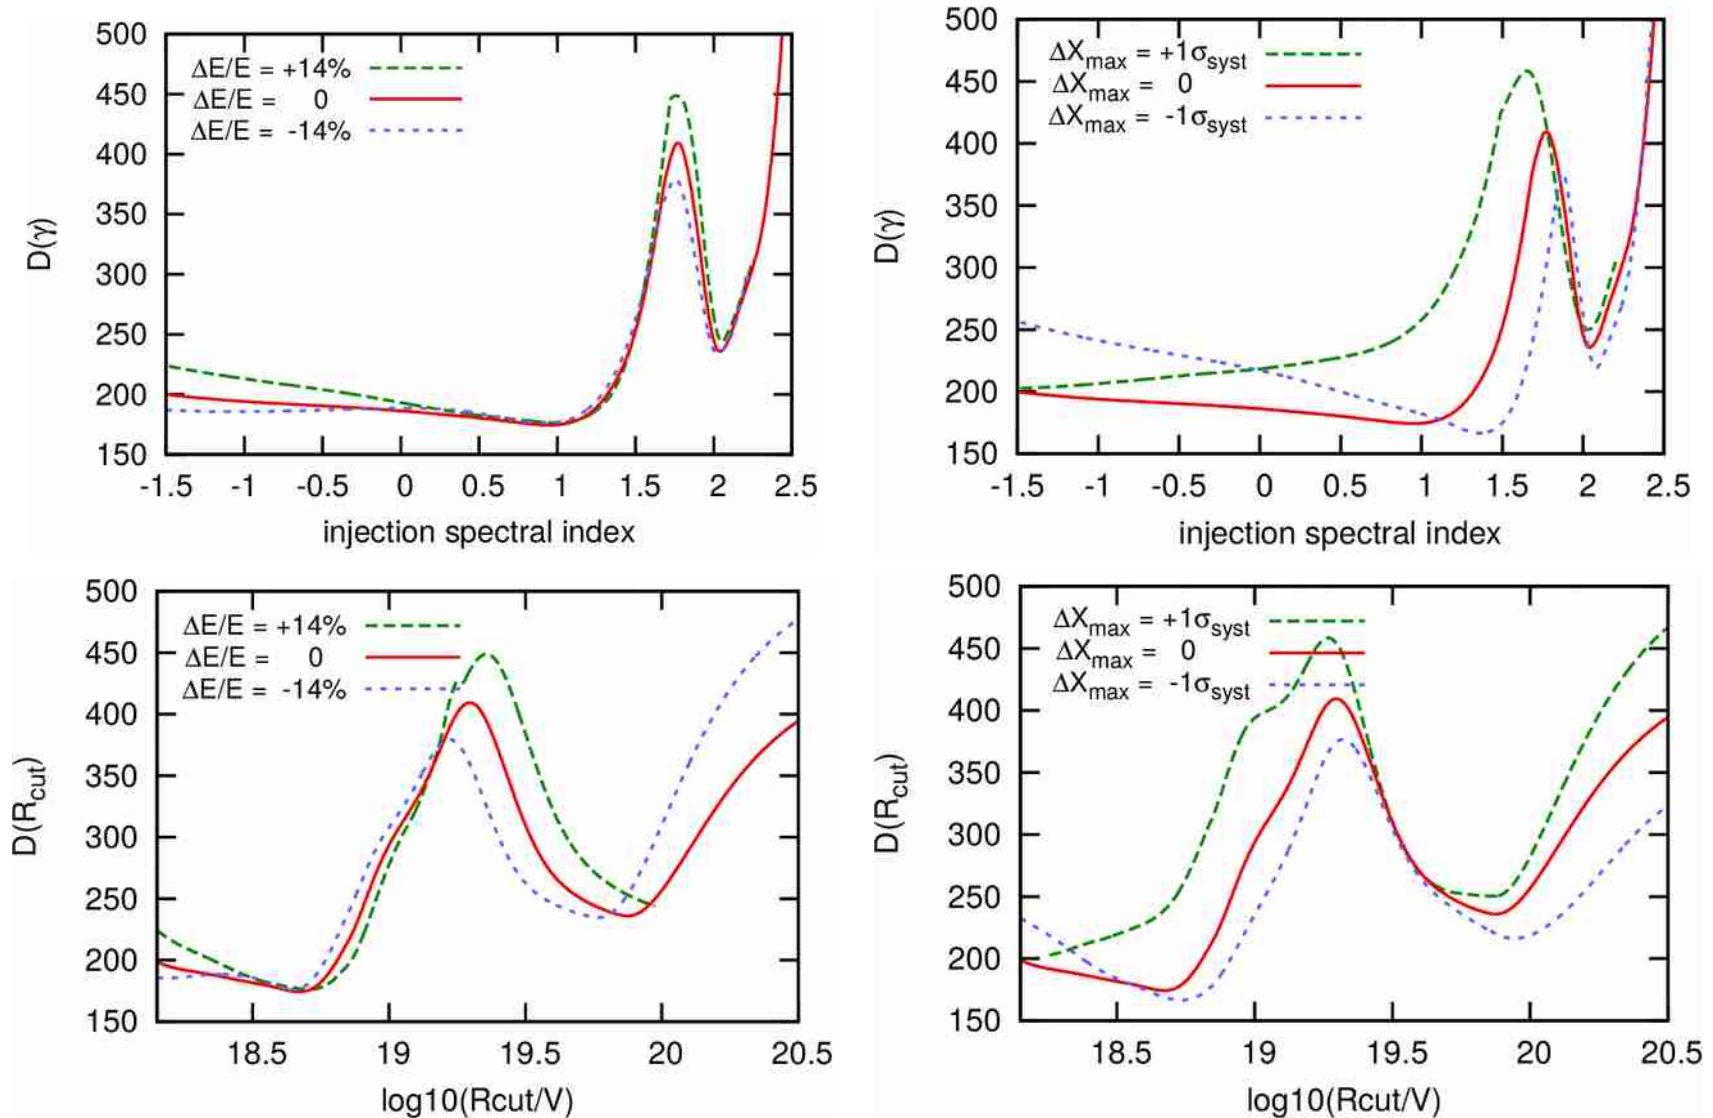 500
450
400
350
300
250
200
150
D(γ)
ΔE/E = +14%
ΔE/E = 0
ΔE/E = -14%
-1.5 -1 -0.5 0 0.5 1 1.5 2 2.5
injection spectral index
500
450
400
350
300
250
200
150
D(γ)
ΔXmax = +1σsyst
ΔXmax = 0
ΔXmax = -1σsyst
-1.5 -1 -0.5 0 0.5 1 1.5 2 2.5
injection spectral index
500
450
400
350
300
250
200
150
D(Rcut)
ΔE/E = +14%
ΔE/E = 0
ΔE/E = -14%
18.5 19 19.5 20 20.5
log10(Rcut/V)
500
450
400
350
300
250
200
150
D(Rcut)
ΔXmax = +1σsyst
ΔXmax = 0
ΔXmax = -1σsyst
18.5 19 19.5 20 20.5
log10(Rcut/V)